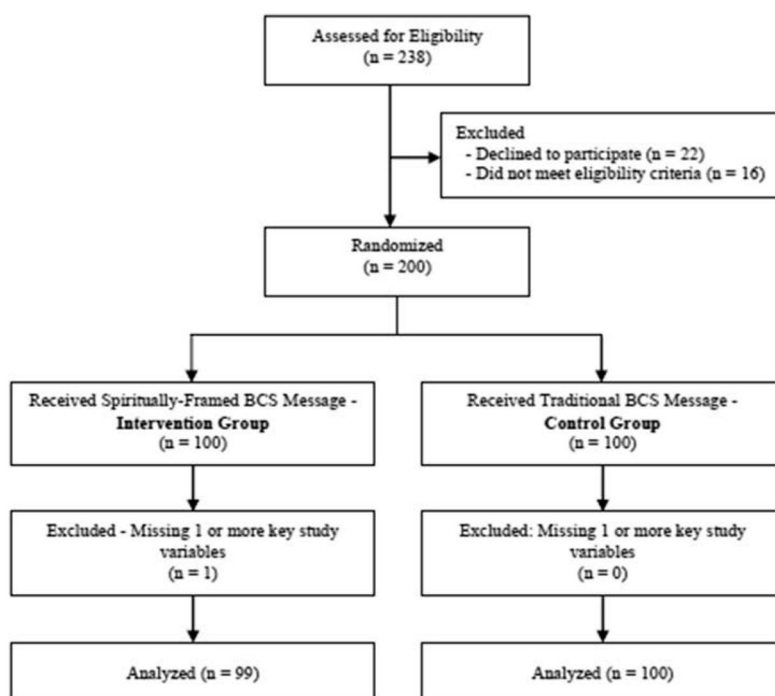 Assessed for Eligibility
(n = 238)
Excluded
- Declined to participate (n = 22)
- Did not meet eligibility criteria (n = 16)
Randomized
(n = 200)
Received Spiritually-Framed BCS Message -
Intervention Group
(n = 100)
Received Traditional BCS Message -
Control Group
(n = 100)
Excluded - Missing 1 or more key study
variables
(n = 1)
Excluded: Missing 1 or more key study
variables
(n = 0)
Analyzed (n = 99)
Analyzed (n = 100)